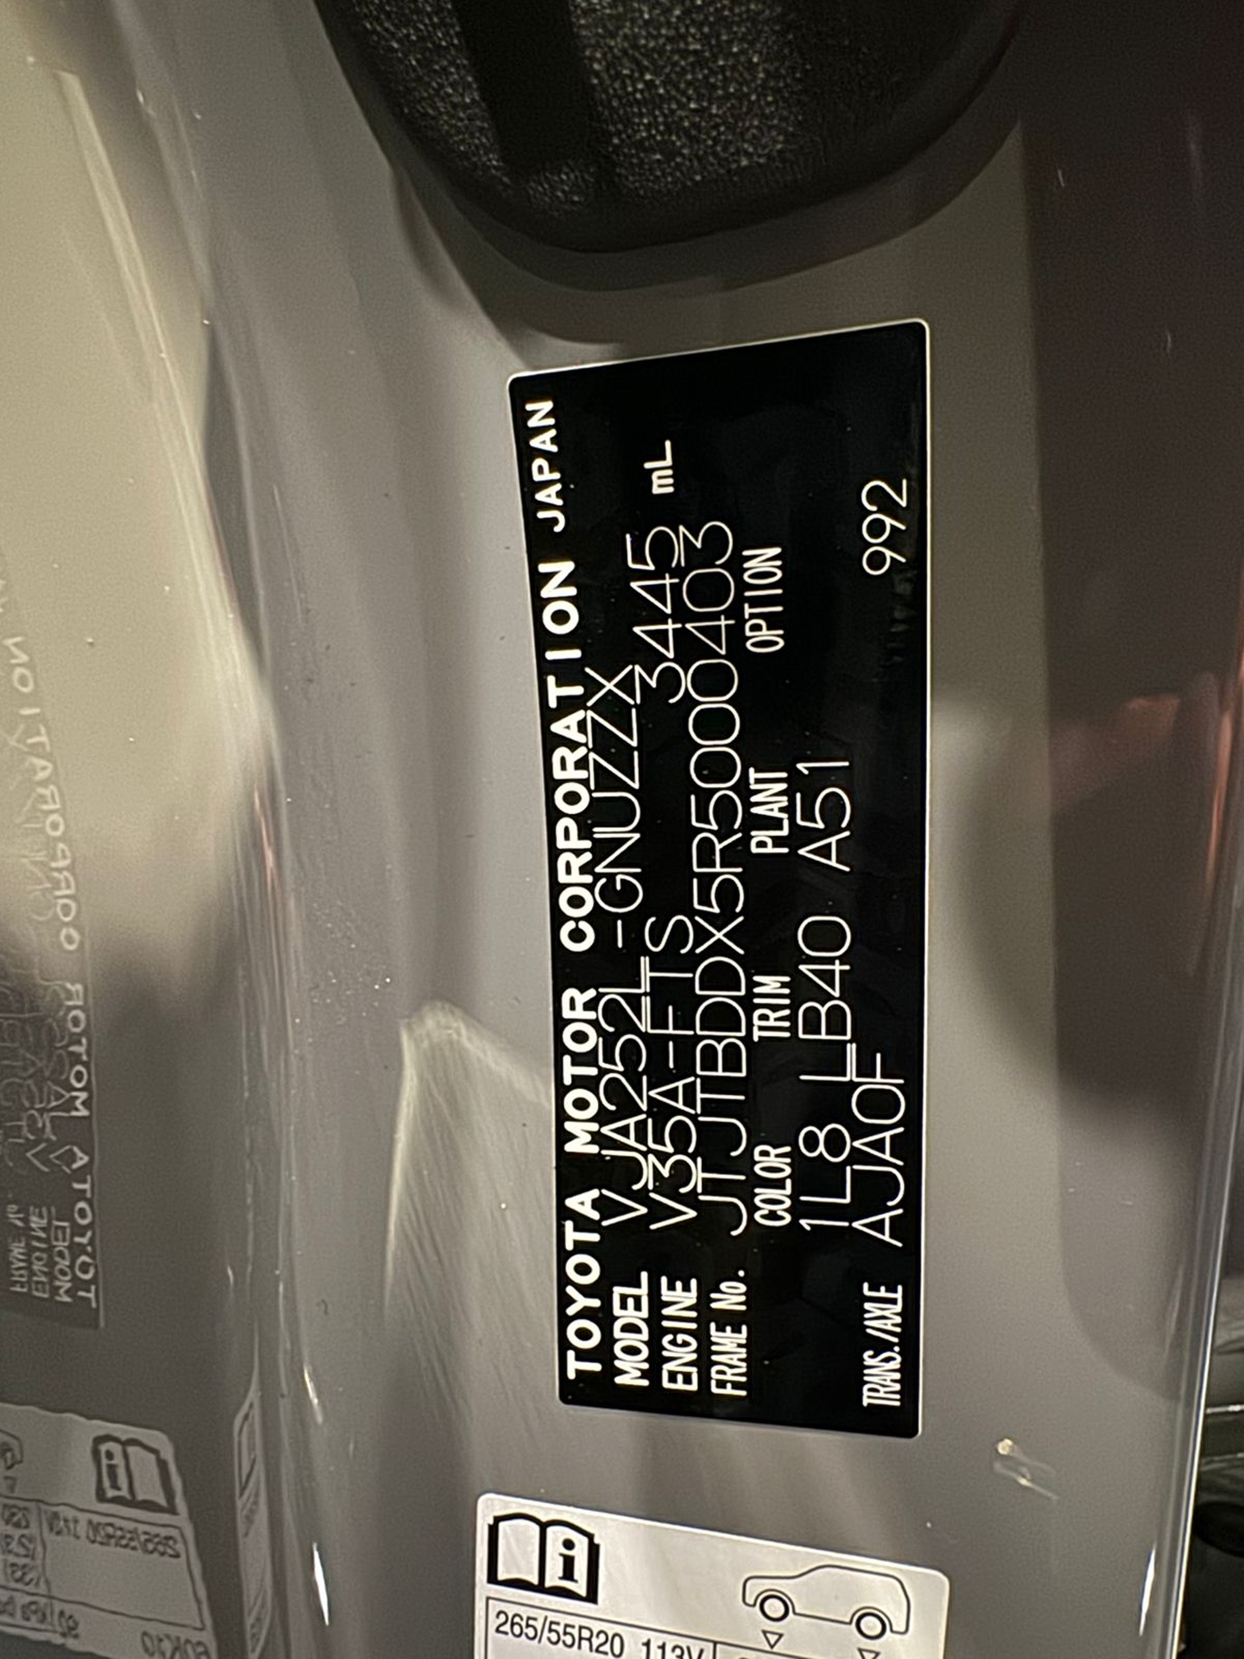 TOYOTA MOTOR CORPORATION JAPAN
MODEL VJA252L-GNUZZX
ENGINE V35A-FTS 3445 mL
FRAME No. JTJTBDDX5R5000403
COLOR TRIM PLANT OPTION
1L8 LB40 A51
TRANS./AXLE AJA0F 992
265/55R20 113V